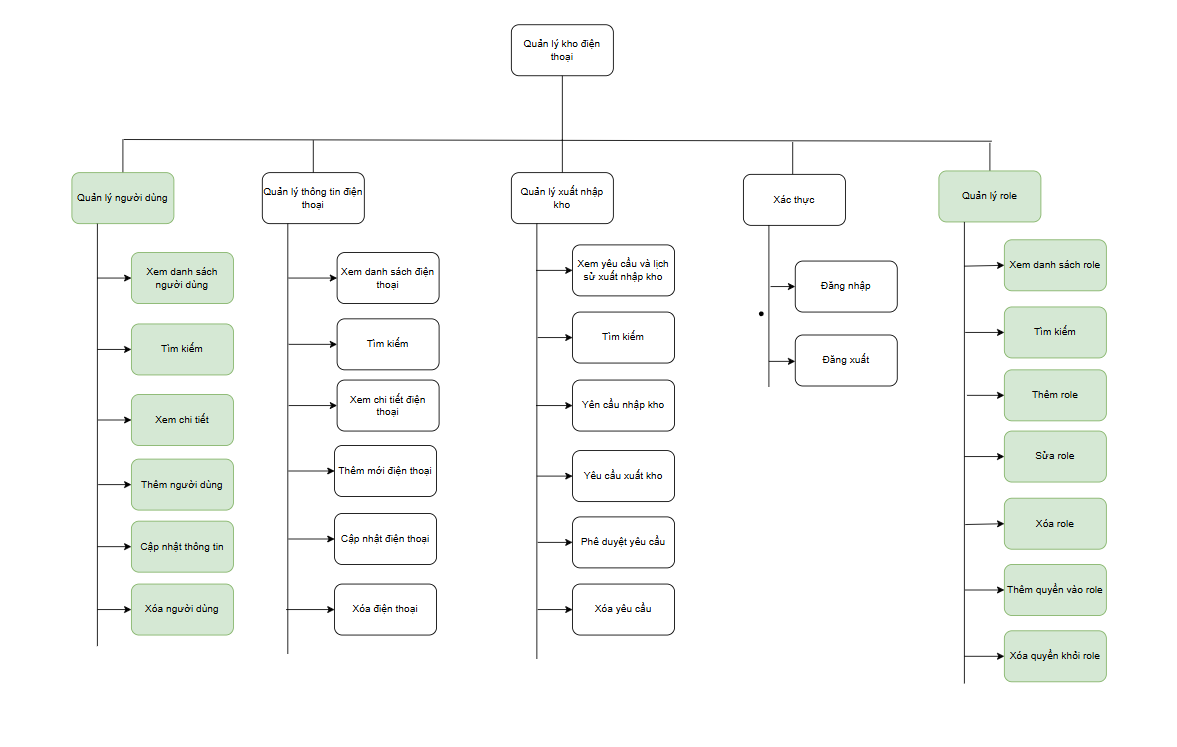 Quản lý kho điện
thoại
Quản lý người dùng
Xem danh sách
người dùng
Tìm kiếm
Xem chi tiết
Thêm người dùng
Cập nhật thông tin
Xóa người dùng
Quản lý thông tin điện
thoại
Xem danh sách điện
thoại
Tìm kiếm
Xem chi tiết điện
thoại
Thêm mới điện thoại
Cập nhật điện thoại
Xóa điện thoại
Quản lý xuất nhập
kho
Xem yêu cầu và lịch
sử xuất nhập kho
Tìm kiếm
Yên cầu nhập kho
Yêu cầu xuất kho
Phê duyệt yêu cầu
Xóa yêu cầu
Xác thực
Đăng nhập
Đăng xuất
Quản lý role
Xem danh sách role
Tìm kiếm
Thêm role
Sửa role
Xóa role
Thêm quyền vào role
Xóa quyền khỏi role